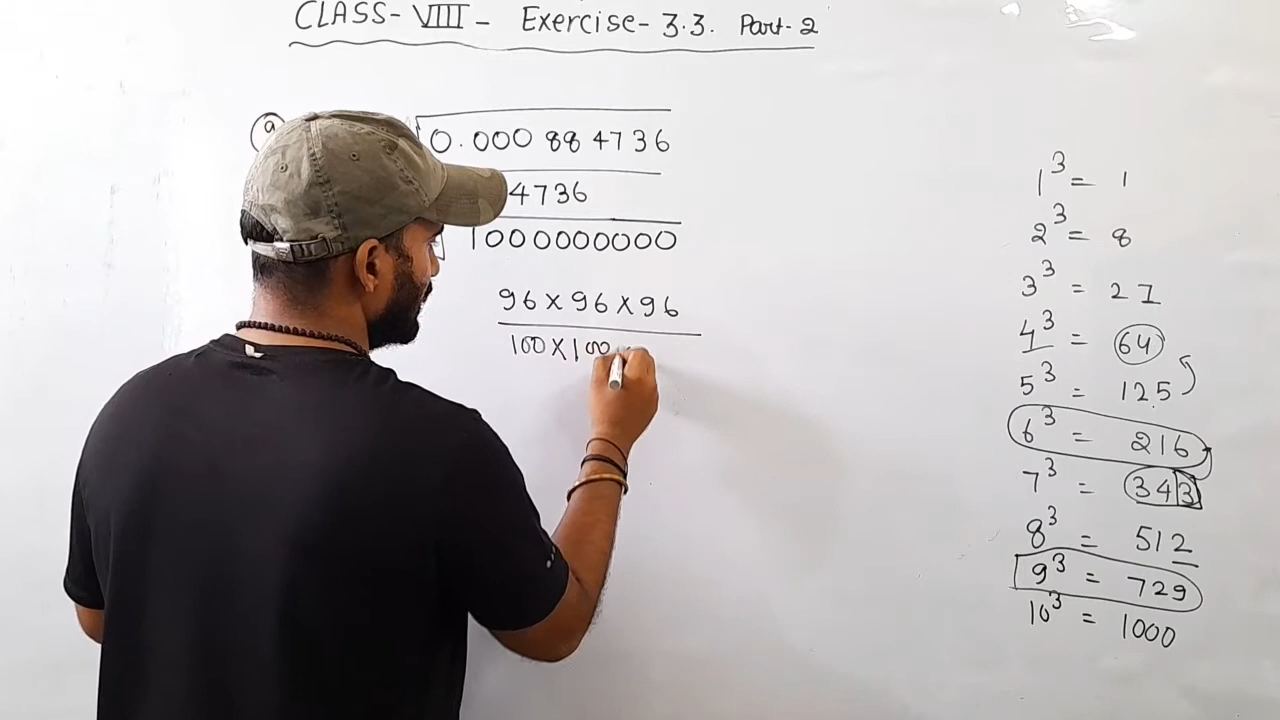 CLASS- VIII - Exercise- 3.3. Part- 2
9
0.000 884736
4736
1000000000
96 × 96 × 96
100 × 100
1³ = 1
2³ = 8
3³ = 27
4³ = 64
5³ = 125
6³ = 216
7³ = 343
8³ = 512
9³ = 729
10³ = 1000